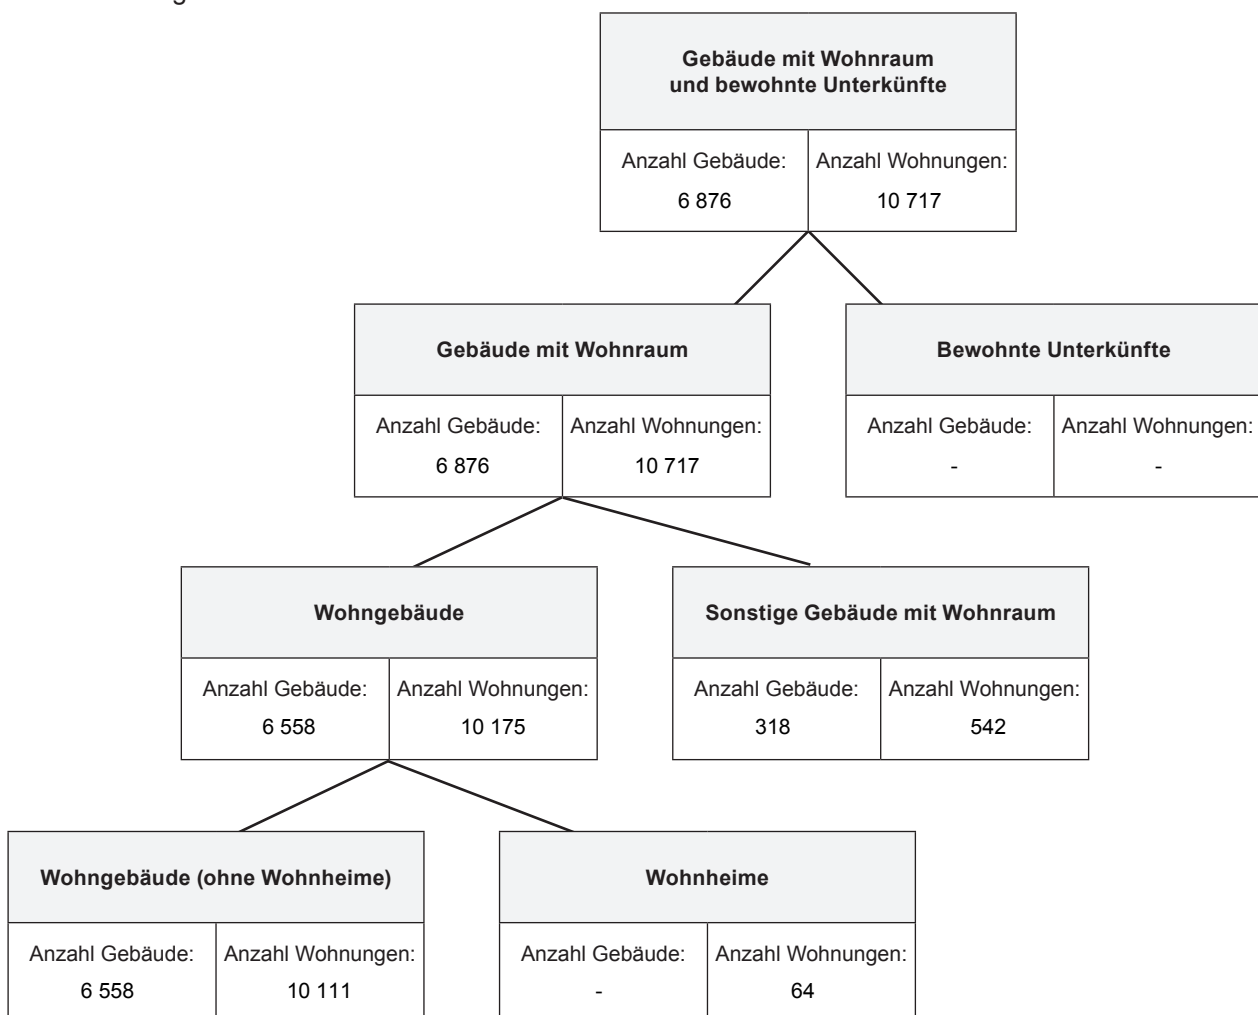 Gebäude mit Wohnraum
und bewohnte Unterkünfte
Anzahl Gebäude: Anzahl Wohnungen:
6 876 10 717
Gebäude mit Wohnraum Bewohnte Unterkünfte
Anzahl Gebäude: Anzahl Wohnungen: Anzahl Gebäude: Anzahl Wohnungen:
6 876 10 717 - -
Wohngebäude Sonstige Gebäude mit Wohnraum
Anzahl Gebäude: Anzahl Wohnungen: Anzahl Gebäude: Anzahl Wohnungen:
6 558 10 175 318 542
Wohngebäude (ohne Wohnheime) Wohnheime
Anzahl Gebäude: Anzahl Wohnungen: Anzahl Gebäude: Anzahl Wohnungen:
6 558 10 111 - 64